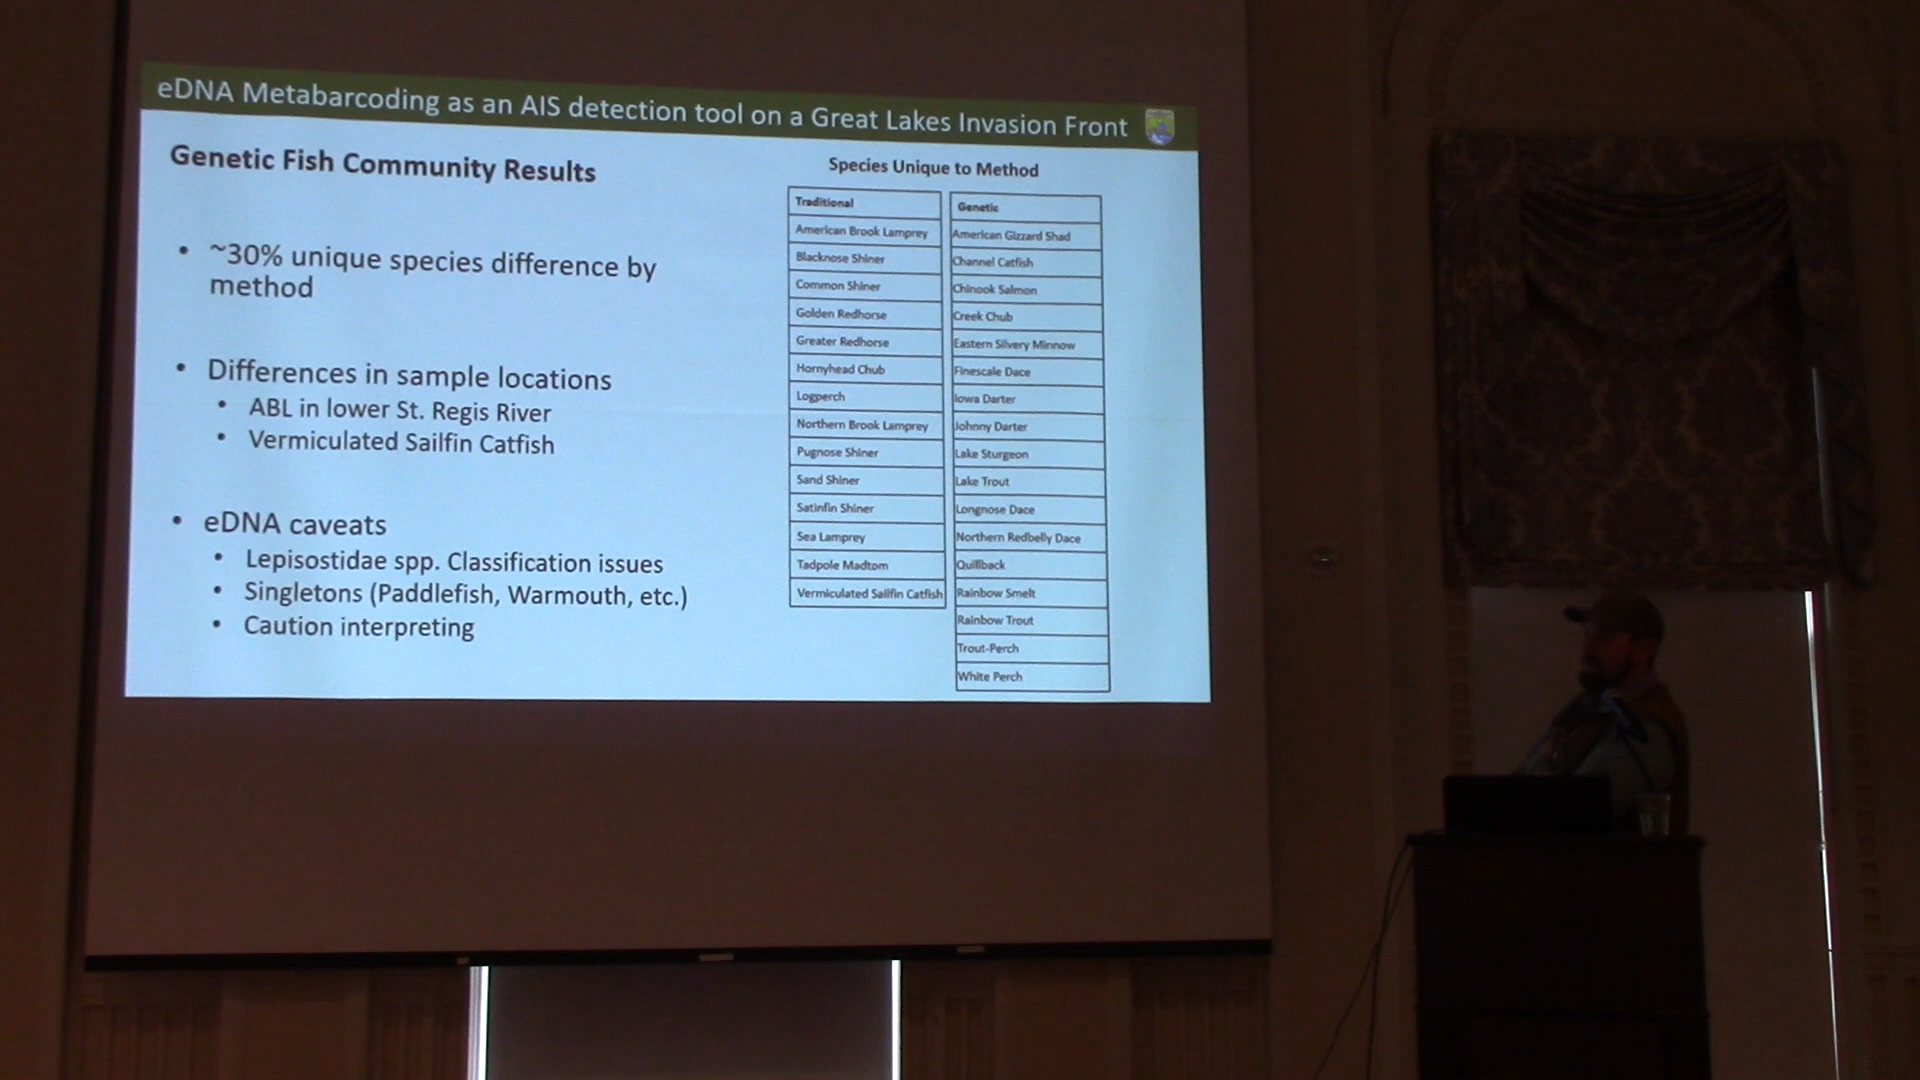 eDNA Metabarcoding as an AIS detection tool on a Great Lakes Invasion Front
Genetic Fish Community Results
• ~30% unique species difference by
method
• Differences in sample locations
• ABL in lower St. Regis River
• Vermiculated Sailfin Catfish
• eDNA caveats
• Lepisostidae spp. Classification issues
• Singletons (Paddlefish, Warmouth, etc.)
• Caution interpreting
Species Unique to Method
Traditional
American Brook Lamprey
Blacknose Shiner
Common Shiner
Golden Redhorse
Greater Redhorse
Hornyhead Chub
Logperch
Northern Brook Lamprey
Pugnose Shiner
Sand Shiner
Satinfin Shiner
Sea Lamprey
Tadpole Madtom
Vermiculated Sailfin Catfish
Genetic
American Gizzard Shad
Channel Catfish
Chinook Salmon
Creek Chub
Eastern Silvery Minnow
Finescale Dace
Iowa Darter
Johnny Darter
Lake Sturgeon
Lake Trout
Longnose Dace
Northern Redbelly Dace
Quillback
Rainbow Smelt
Rainbow Trout
Trout-Perch
White Perch